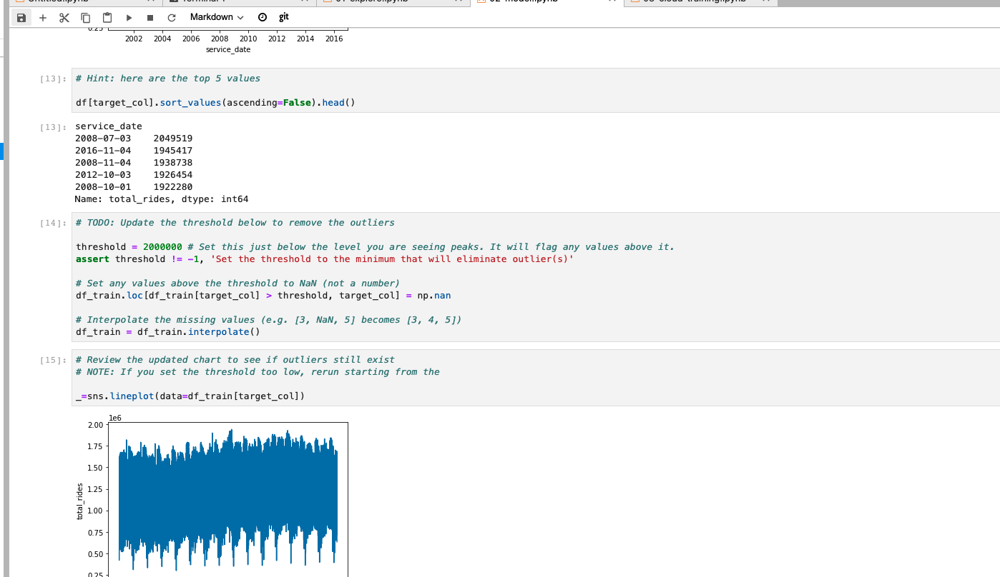 Untitled.ipynb
Terminal 1
01-explore.ipynb
02-model.ipynb
03-cloud-training.ipynb
Markdown
git
0.25
2002 2004 2006 2008 2010 2012 2014 2016
service_date
[13]:
# Hint: here are the top 5 values
df[target_col].sort_values(ascending=False).head()
[13]:
service_date
2008-07-03    2049519
2016-11-04    1945417
2008-11-04    1938738
2012-10-03    1926454
2008-10-01    1922280
Name: total_rides, dtype: int64
[14]:
# TODO: Update the threshold below to remove the outliers
threshold = 2000000 # Set this just below the level you are seeing peaks. It will flag any values above it.
assert threshold != -1, 'Set the threshold to the minimum that will eliminate outlier(s)'
# Set any values above the threshold to NaN (not a number)
df_train.loc[df_train[target_col] > threshold, target_col] = np.nan
# Interpolate the missing values (e.g. [3, NaN, 5] becomes [3, 4, 5])
df_train = df_train.interpolate()
[15]:
# Review the updated chart to see if outliers still exist
# NOTE: If you set the threshold too low, rerun starting from the
_=sns.lineplot(data=df_train[target_col])
1e6
2.00
1.75
1.50
1.25
total_rides
1.00
0.75
0.50
0.25